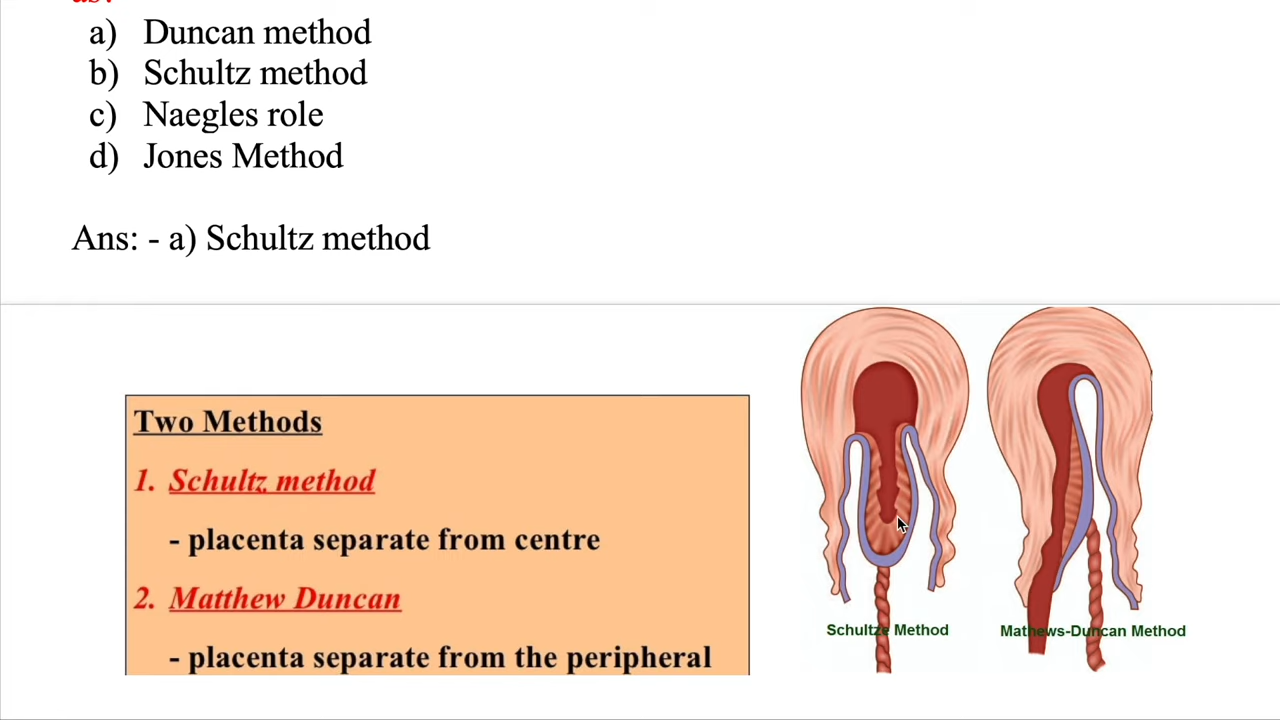 as:
a) Duncan method
b) Schultz method
c) Naegles role
d) Jones Method
Ans: - a) Schultz method
Two Methods
1. Schultz method
- placenta separate from centre
2. Matthew Duncan
- placenta separate from the peripheral
Schultze Method
Mathews-Duncan Method